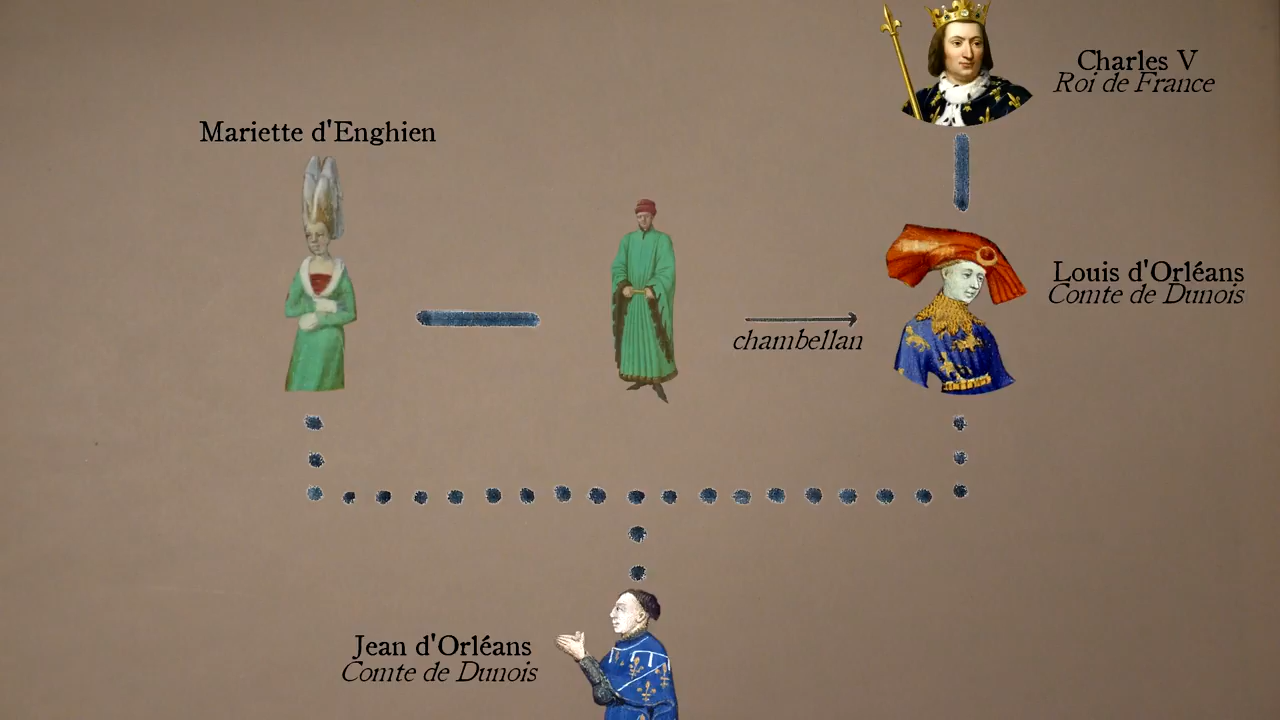 Charles V
Roi de France
Mariette d'Enghien
Louis d'Orléans
Comte de Dunois
chambellan
Jean d'Orléans
Comte de Dunois